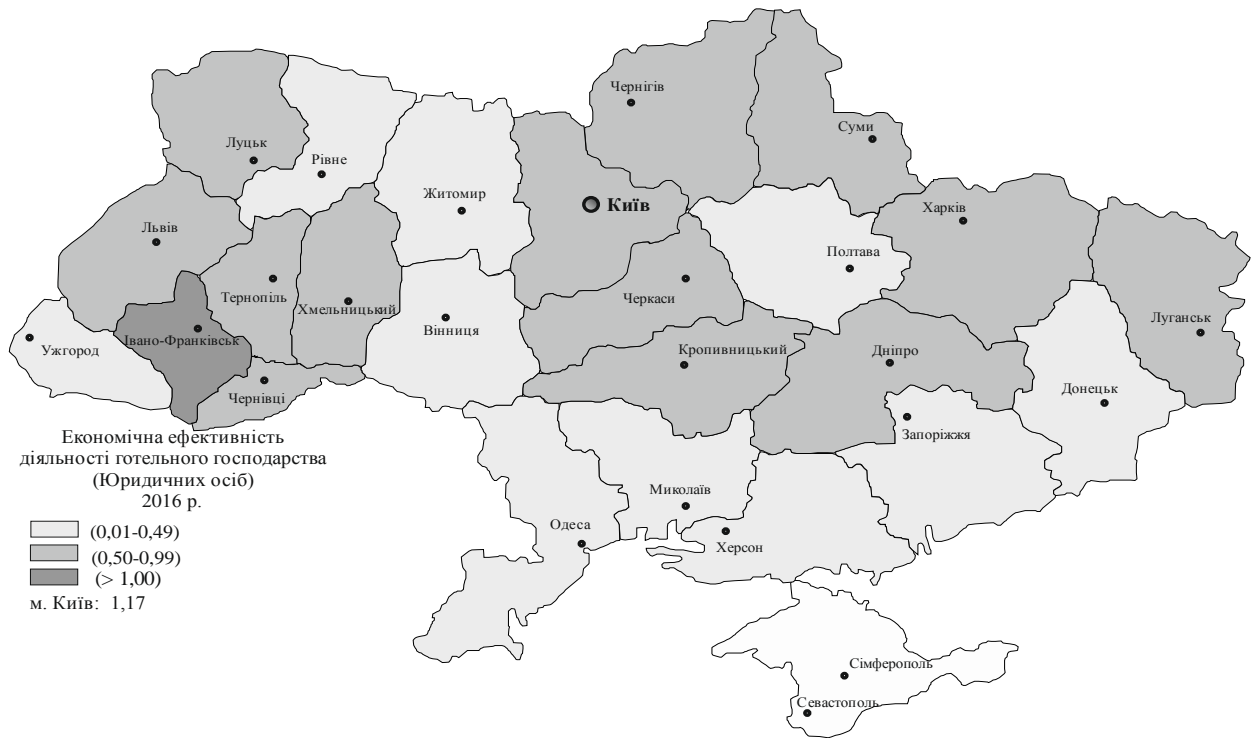 Чернігів
Суми
Луцьк
Рівне
Житомир
Київ
Харків
Львів
Полтава
Тернопіль
Хмельницький
Черкаси
Луганськ
Вінниця
Івано-Франківськ
Ужгород
Кропивницький
Дніпро
Донецьк
Чернівці
Запоріжжя
Економічна ефективність
діяльності готельного господарства
(Юридичних осіб)
2016 р.
(0,01-0,49)
(0,50-0,99)
(> 1,00)
м. Київ: 1,17
Миколаїв
Одеса
Херсон
Сімферополь
Севастополь